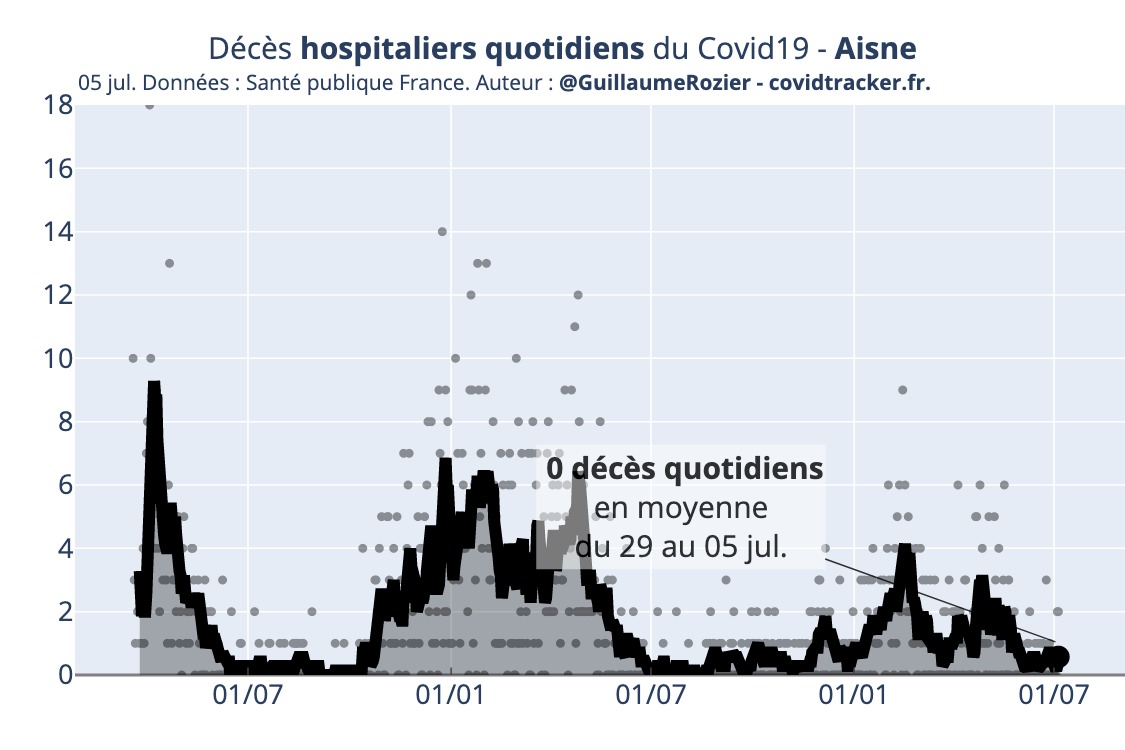 Décès hospitaliers quotidiens du Covid19 - Aisne
05 jul. Données : Santé publique France. Auteur : @GuillaumeRozier - covidtracker.fr.
18
16
14
12
10
8
6
4
2
0
0 décès quotidiens
en moyenne
du 29 au 05 jul.
01/07 01/01 01/07 01/01 01/07